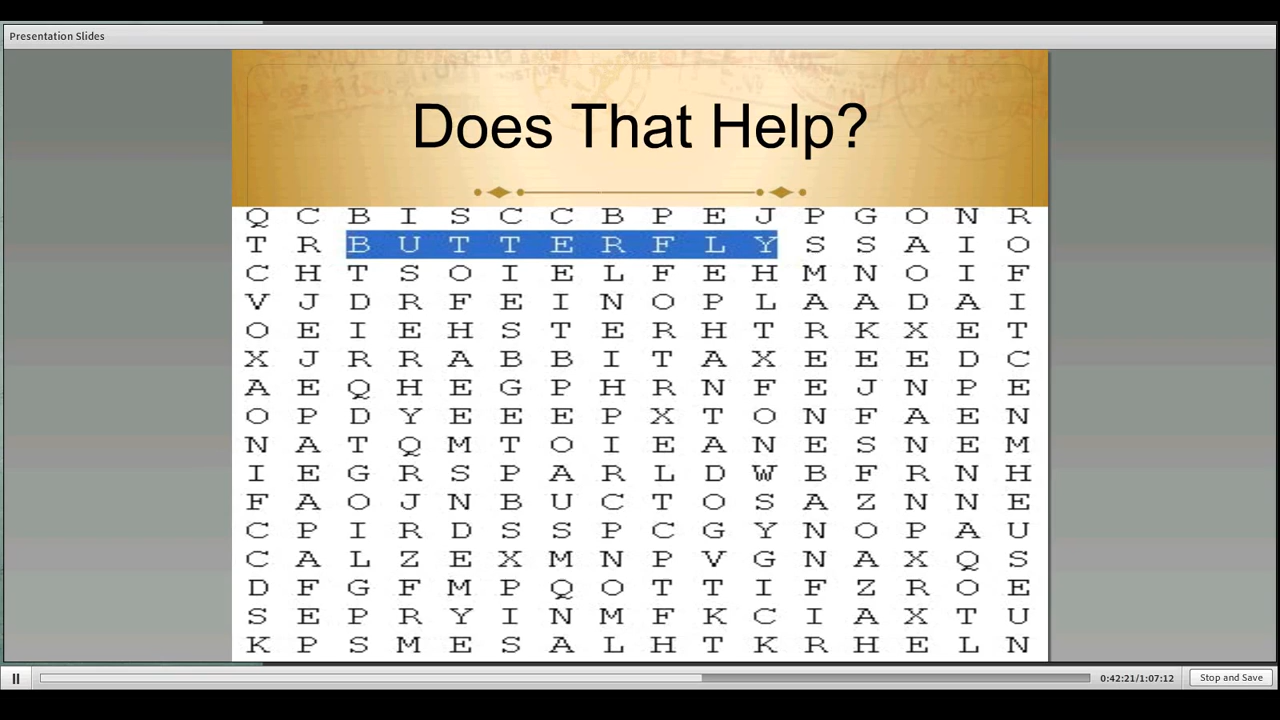 Presentation Slides
Does That Help?
Q C B I S C C B P E J P G O N R
T R B U T T E R F L Y S S A I O
C H T S O I E L F E H M N O I F
V J D R F E I N O P L A A D A I
O E I E H S T E R H T R K X E T
X J R R A B B I T A X E E E D C
A E Q H E G P H R N F E J N P E
O P D Y E E E P X T O N F A E N
N A T Q M T O I E A N E S N E M
I E G R S P A R L D W B F R N H
F A O J N B U C T O S A Z N N E
C P I R D S S P C G Y N O P A U
C A L Z E X M N P V G N A X Q S
D F G F M P Q O T T I F Z R O E
S E P R Y I N M F K C I A X T U
K P S M E S A L H T K R H E L N
0:42:21/1:07:12 Stop and Save